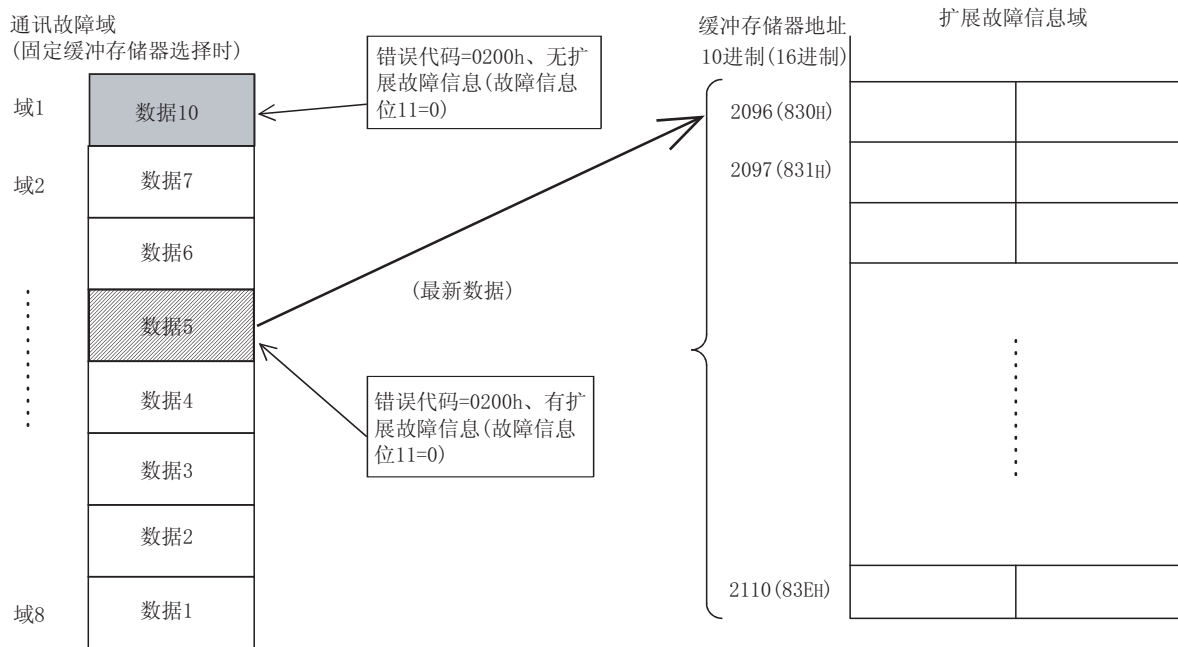 通讯故障域
(固定缓冲存储器选择时)
域1
数据10
域2
数据7
数据6
数据5
数据4
数据3
数据2
域8
数据1
错误代码=0200h、无扩
展故障信息(故障信息
位11=0)
(最新数据)
错误代码=0200h、有扩
展故障信息(故障信息
位11=0)
缓冲存储器地址
10进制(16进制)
扩展故障信息域
2096(830H)
2097(831H)
2110(83EH)